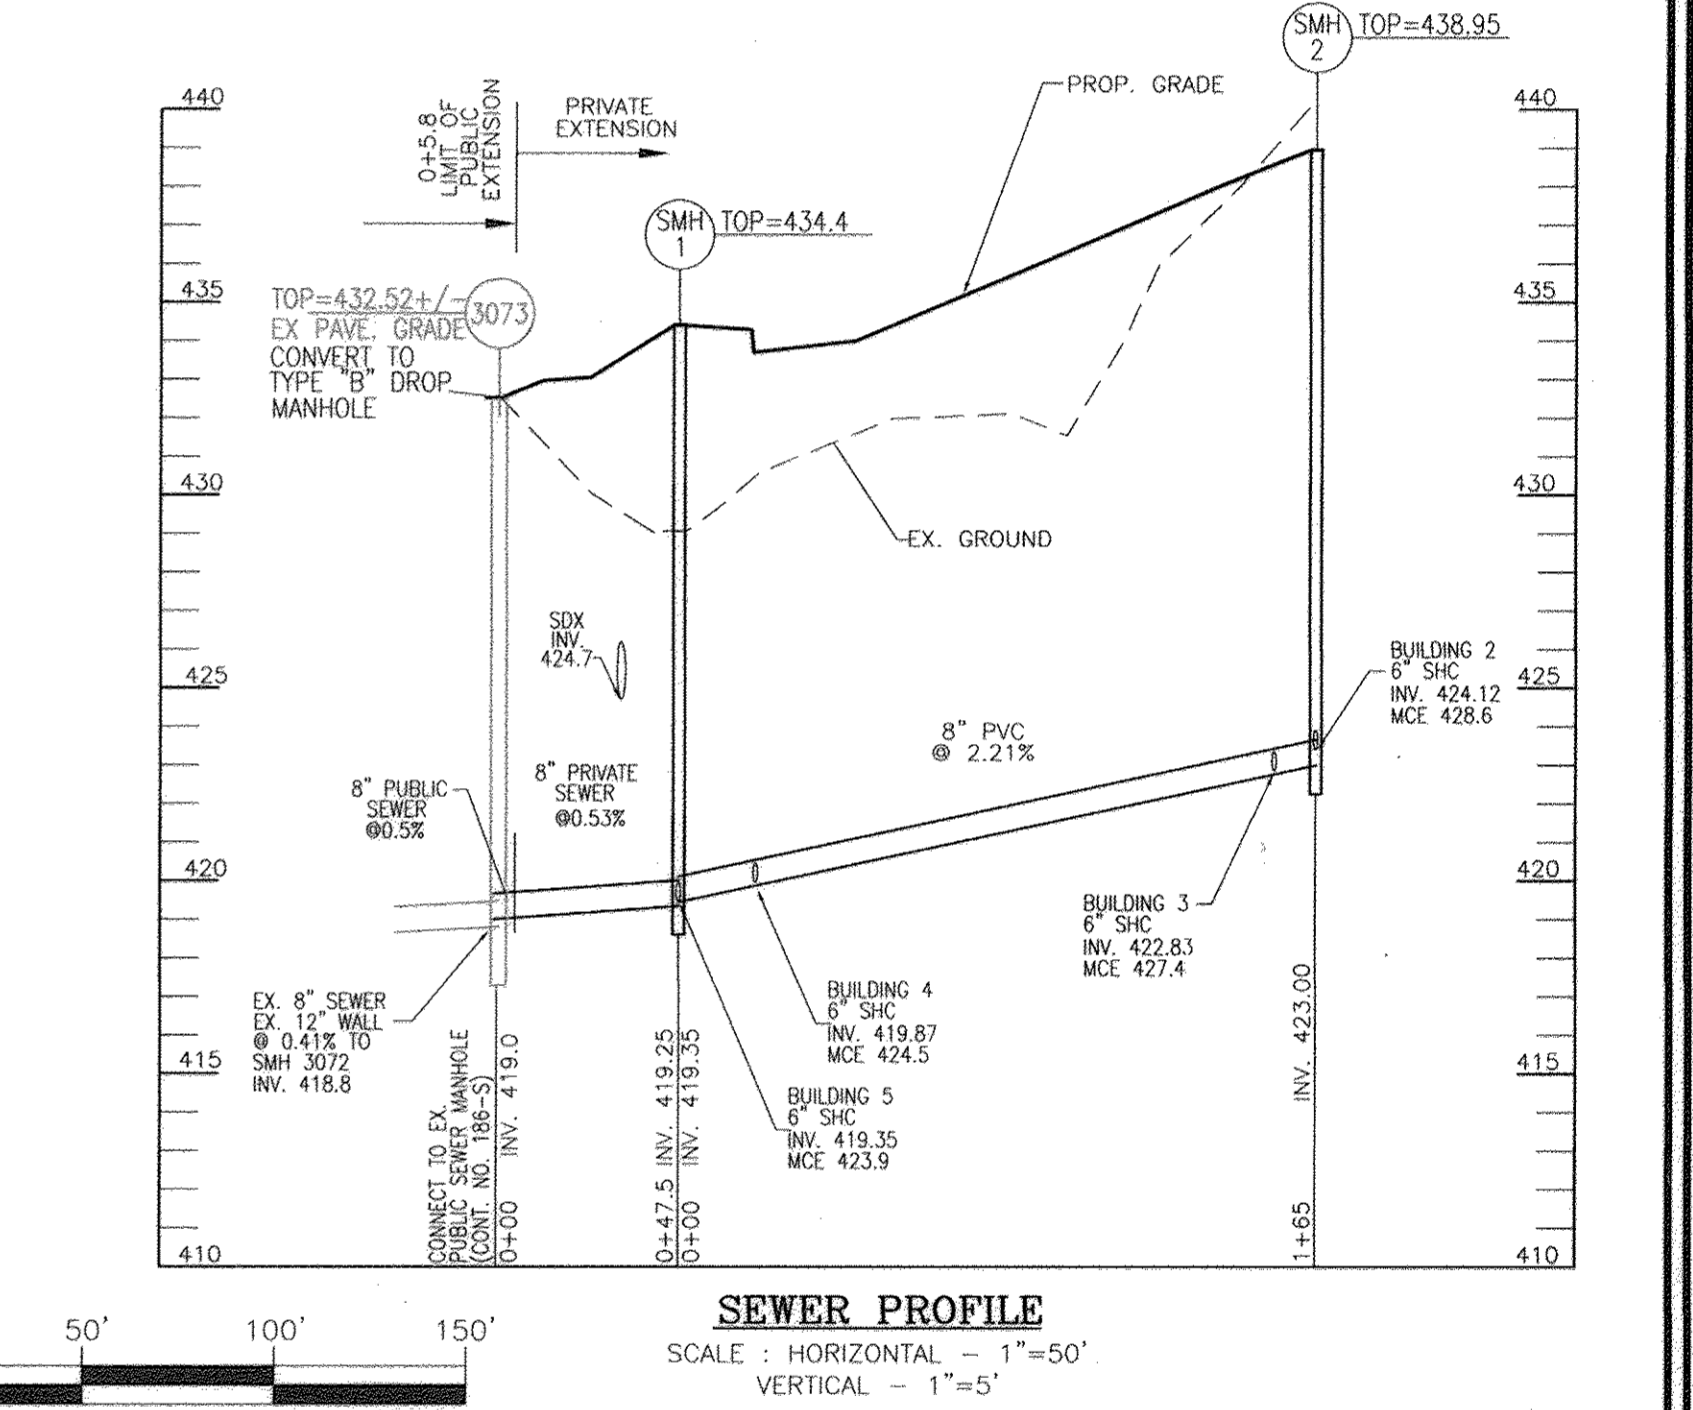 SMH
2
TOP=438.95
PROP. GRADE
440
435
430
425
420
415
410
0+5.8
LIMIT OF
PUBLIC
EXTENSION
PRIVATE
EXTENSION
SMH
1
TOP=434.4
TOP=432.52+/-
EX PAVE. GRADE
CONVERT TO
TYPE "B" DROP
MANHOLE
3073
EX. GROUND
SDX
INV.
424.7
8" PUBLIC
SEWER
@0.5%
8" PRIVATE
SEWER
@0.53%
8" PVC
@ 2.21%
BUILDING 2
6" SHC
INV. 424.12
MCE 428.6
BUILDING 3
6" SHC
INV. 422.83
MCE 427.4
BUILDING 4
6" SHC
INV. 419.87
MCE 424.5
BUILDING 5
6" SHC
INV. 419.35
MCE 423.9
EX. 8" SEWER
EX. 12" WALL
@ 0.41% TO
SMH 3072
INV. 418.8
CONNECT TO EX.
PUBLIC SEWER MANHOLE
(CONT. NO. 186-S)
0+00 INV. 419.0
0+47.5 INV. 419.25
0+00 INV. 419.35
1+65 INV. 423.00
440
435
430
425
420
415
410
SEWER PROFILE
SCALE : HORIZONTAL - 1"=50'
VERTICAL - 1"=5'
50' 100' 150'